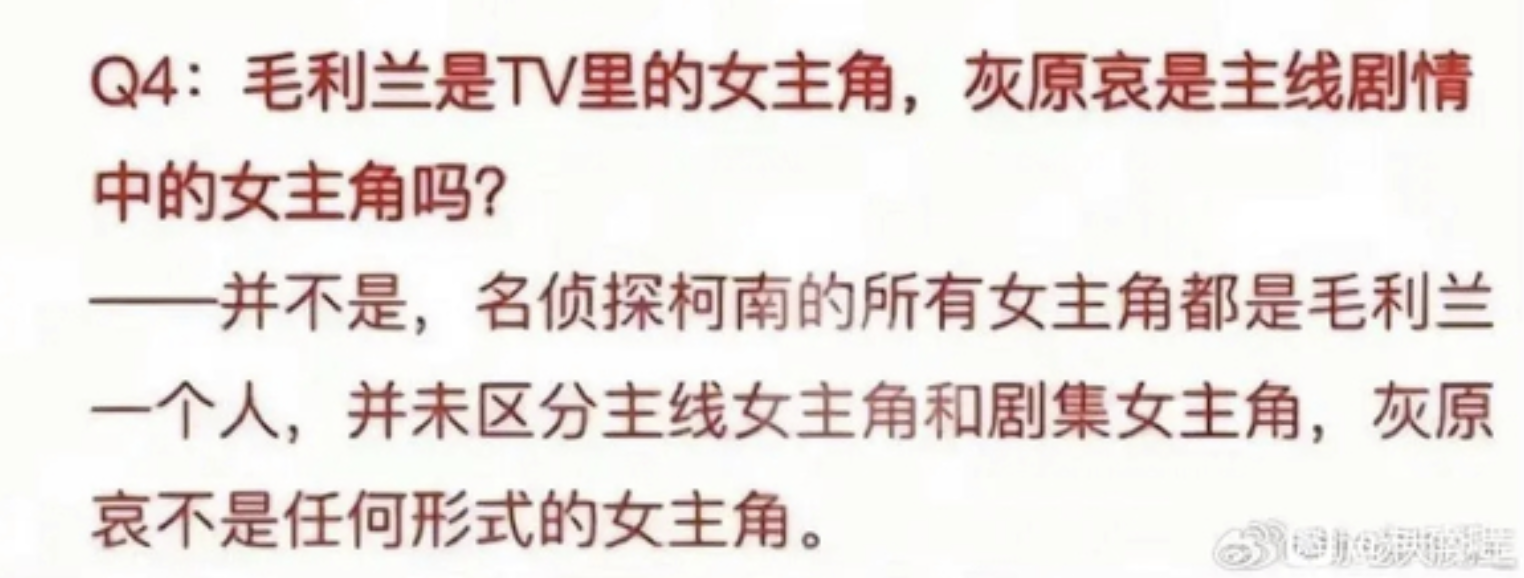 Q4：毛利兰是TV里的女主角，灰原哀是主线剧情
中的女主角吗？
——并不是，名侦探柯南的所有女主角都是毛利兰
一个人，并未区分主线女主角和剧集女主角，灰原
哀不是任何形式的女主角。